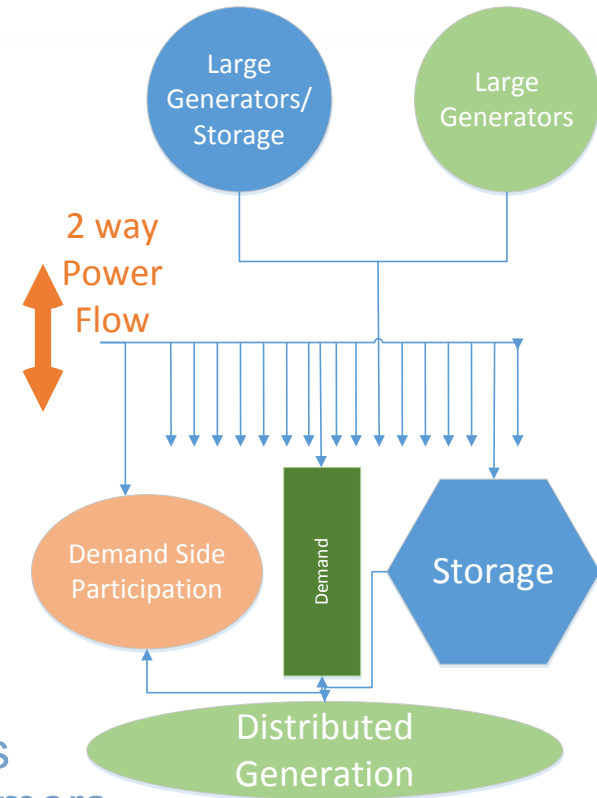 Large
Generators/
Storage
Large
Generators
2 way
Power
Flow
Demand Side
Participation
Demand
Storage
Distributed
Generation